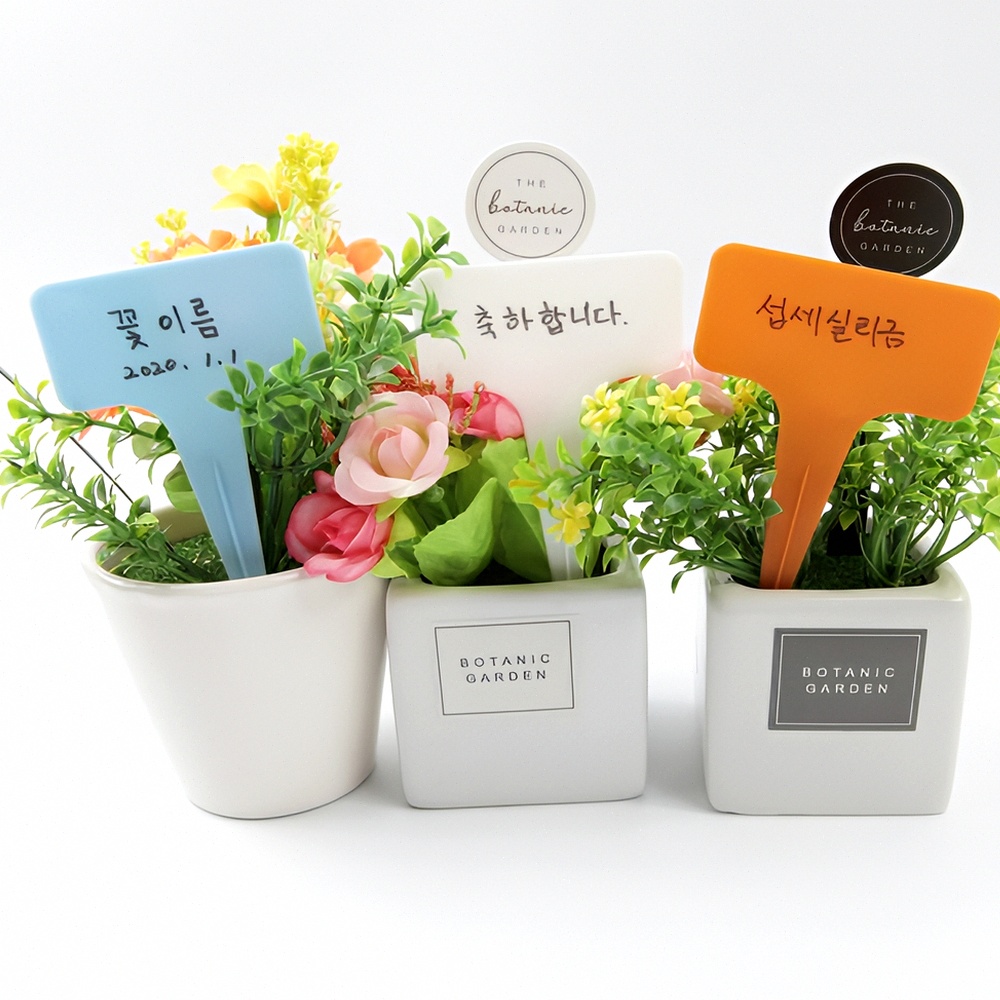 꽃이름
2020. 1. 1
THE
botanic
GARDEN
축하합니다.
THE
botanic
GARDEN
섭세실리금
BOTANIC
GARDEN
BOTANIC
GARDEN